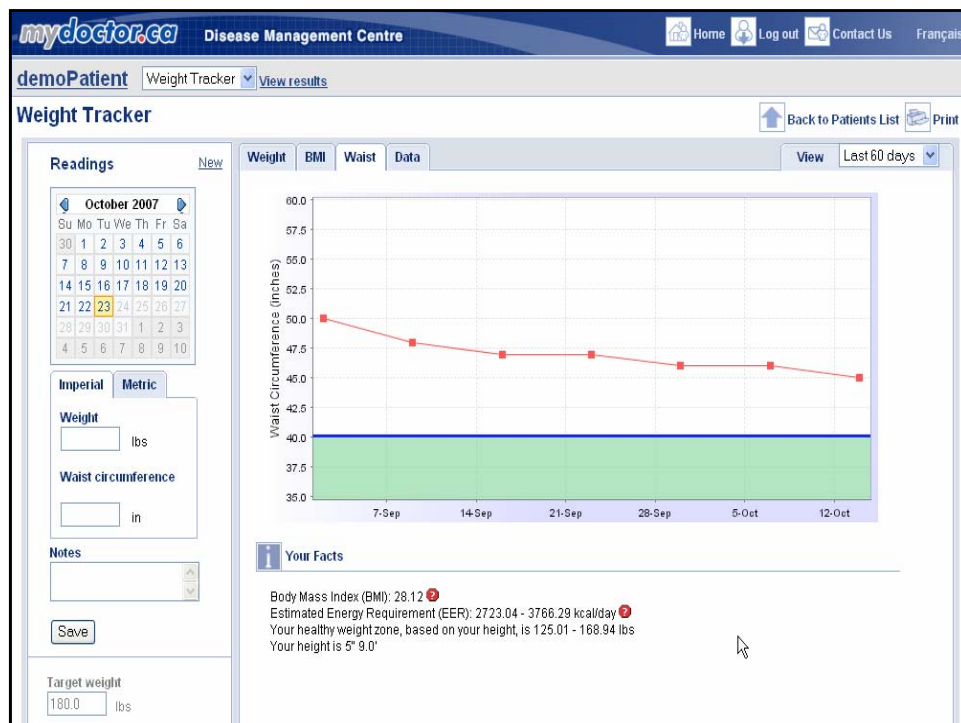 mydoctor.ca Disease Management Centre Home Log out Contact Us Français
demoPatient Weight Tracker View results
Weight Tracker
Back to Patients List Print
Readings New
October 2007
Su Mo Tu We Th Fr Sa
30 1 2 3 4 5 6
7 8 9 10 11 12 13
14 15 16 17 18 19 20
21 22 23 24 25 26 27
28 29 30 31 1 2 3
4 5 6 7 8 9 10
Imperial Metric
Weight
lbs
Waist circumference
in
Notes
Save
Target weight
180.0 lbs
Weight BMI Waist Data View Last 60 days
Waist Circumference (inches)
60.0
57.5
55.0
52.5
50.0
47.5
45.0
42.5
40.0
37.5
35.0
7-Sep 14-Sep 21-Sep 28-Sep 5-Oct 12-Oct
i Your Facts
Body Mass Index (BMI): 28.12 ?
Estimated Energy Requirement (EER): 2723.04 - 3766.29 kcal/day ?
Your healthy weight zone, based on your height, is 125.01 - 168.94 lbs
Your height is 5" 9.0'